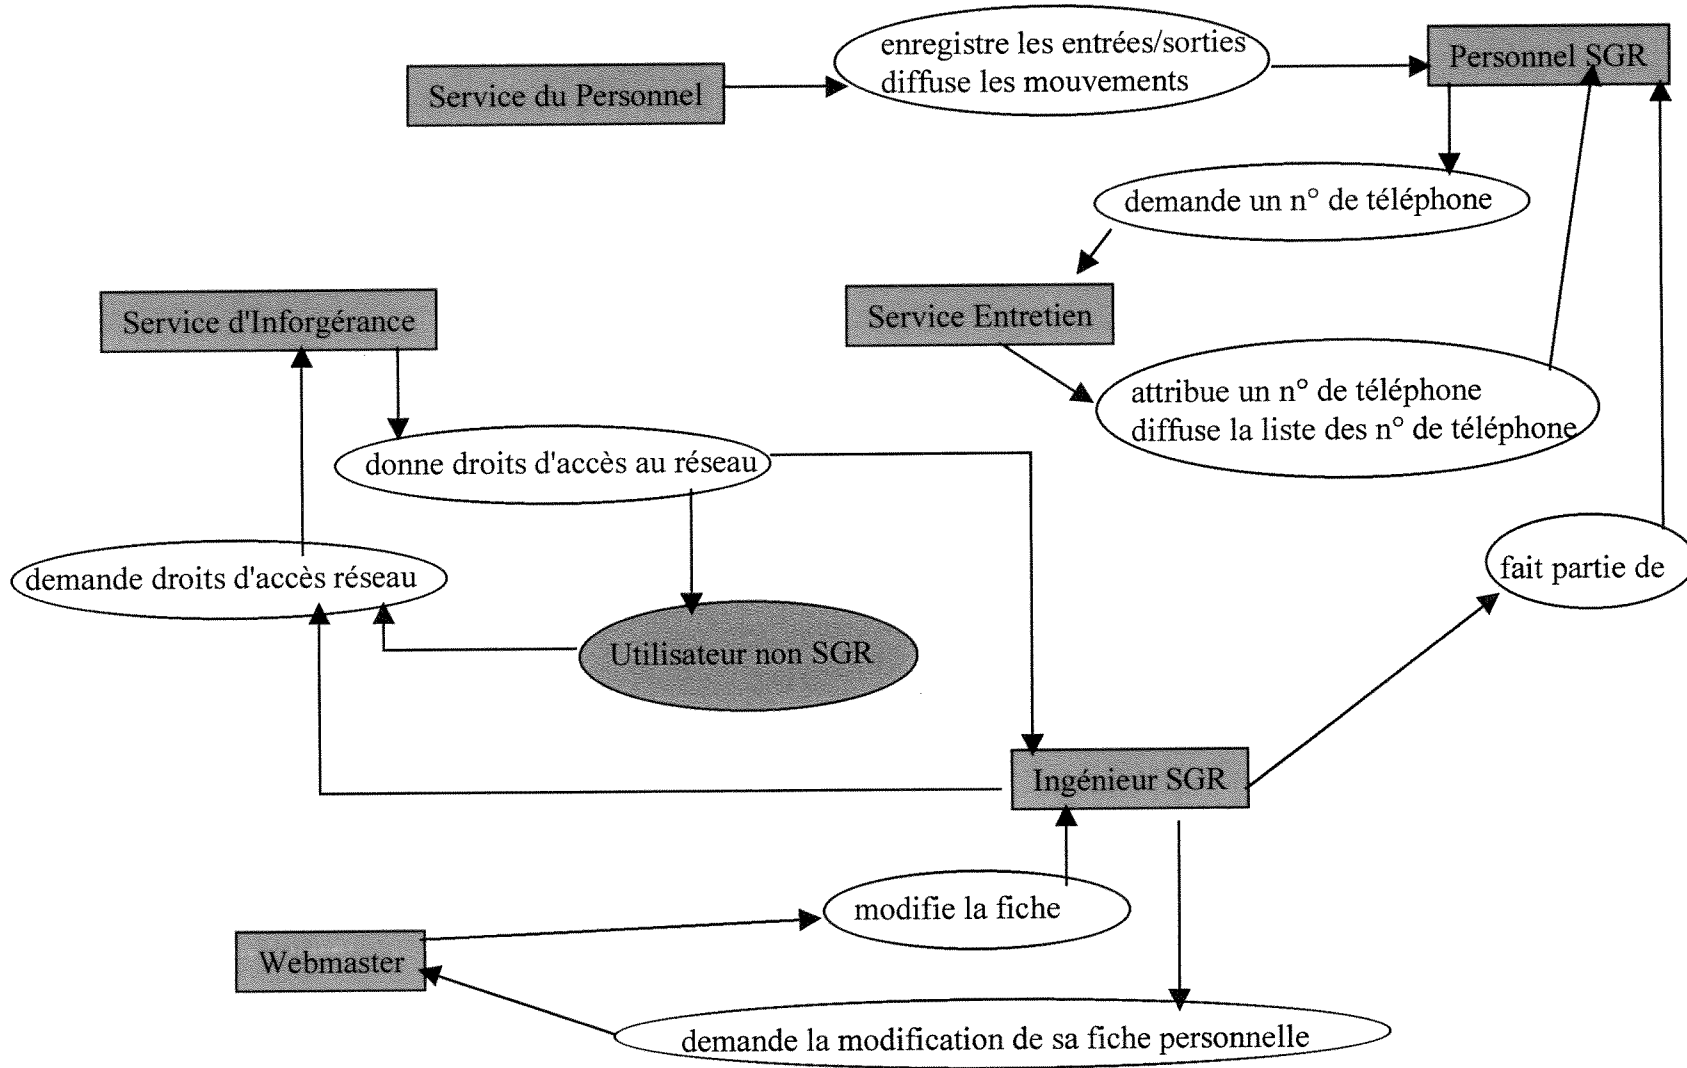 enregistre les entrées/sorties
diffuse les mouvements
Personnel SGR
Service du Personnel
demande un n° de téléphone
Service d'Inforgérance
Service Entretien
attribue un n° de téléphone
diffuse la liste des n° de téléphone
donne droits d'accès au réseau
demande droits d'accès réseau
fait partie de
Utilisateur non SGR
Ingénieur SGR
modifie la fiche
Webmaster
demande la modification de sa fiche personnelle